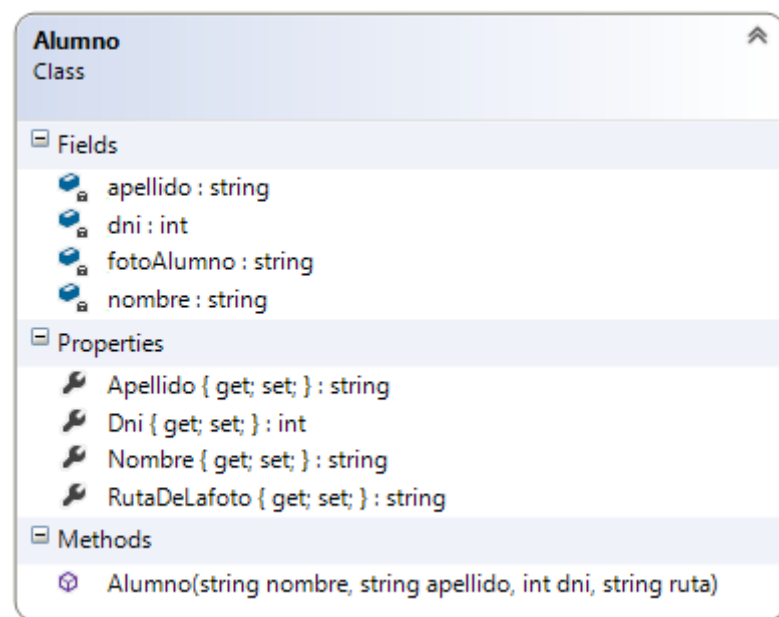 Alumno
Class
Fields
apellido : string
dni : int
fotoAlumno : string
nombre : string
Properties
Apellido { get; set; } : string
Dni { get; set; } : int
Nombre { get; set; } : string
RutaDeLafoto { get; set; } : string
Methods
Alumno(string nombre, string apellido, int dni, string ruta)